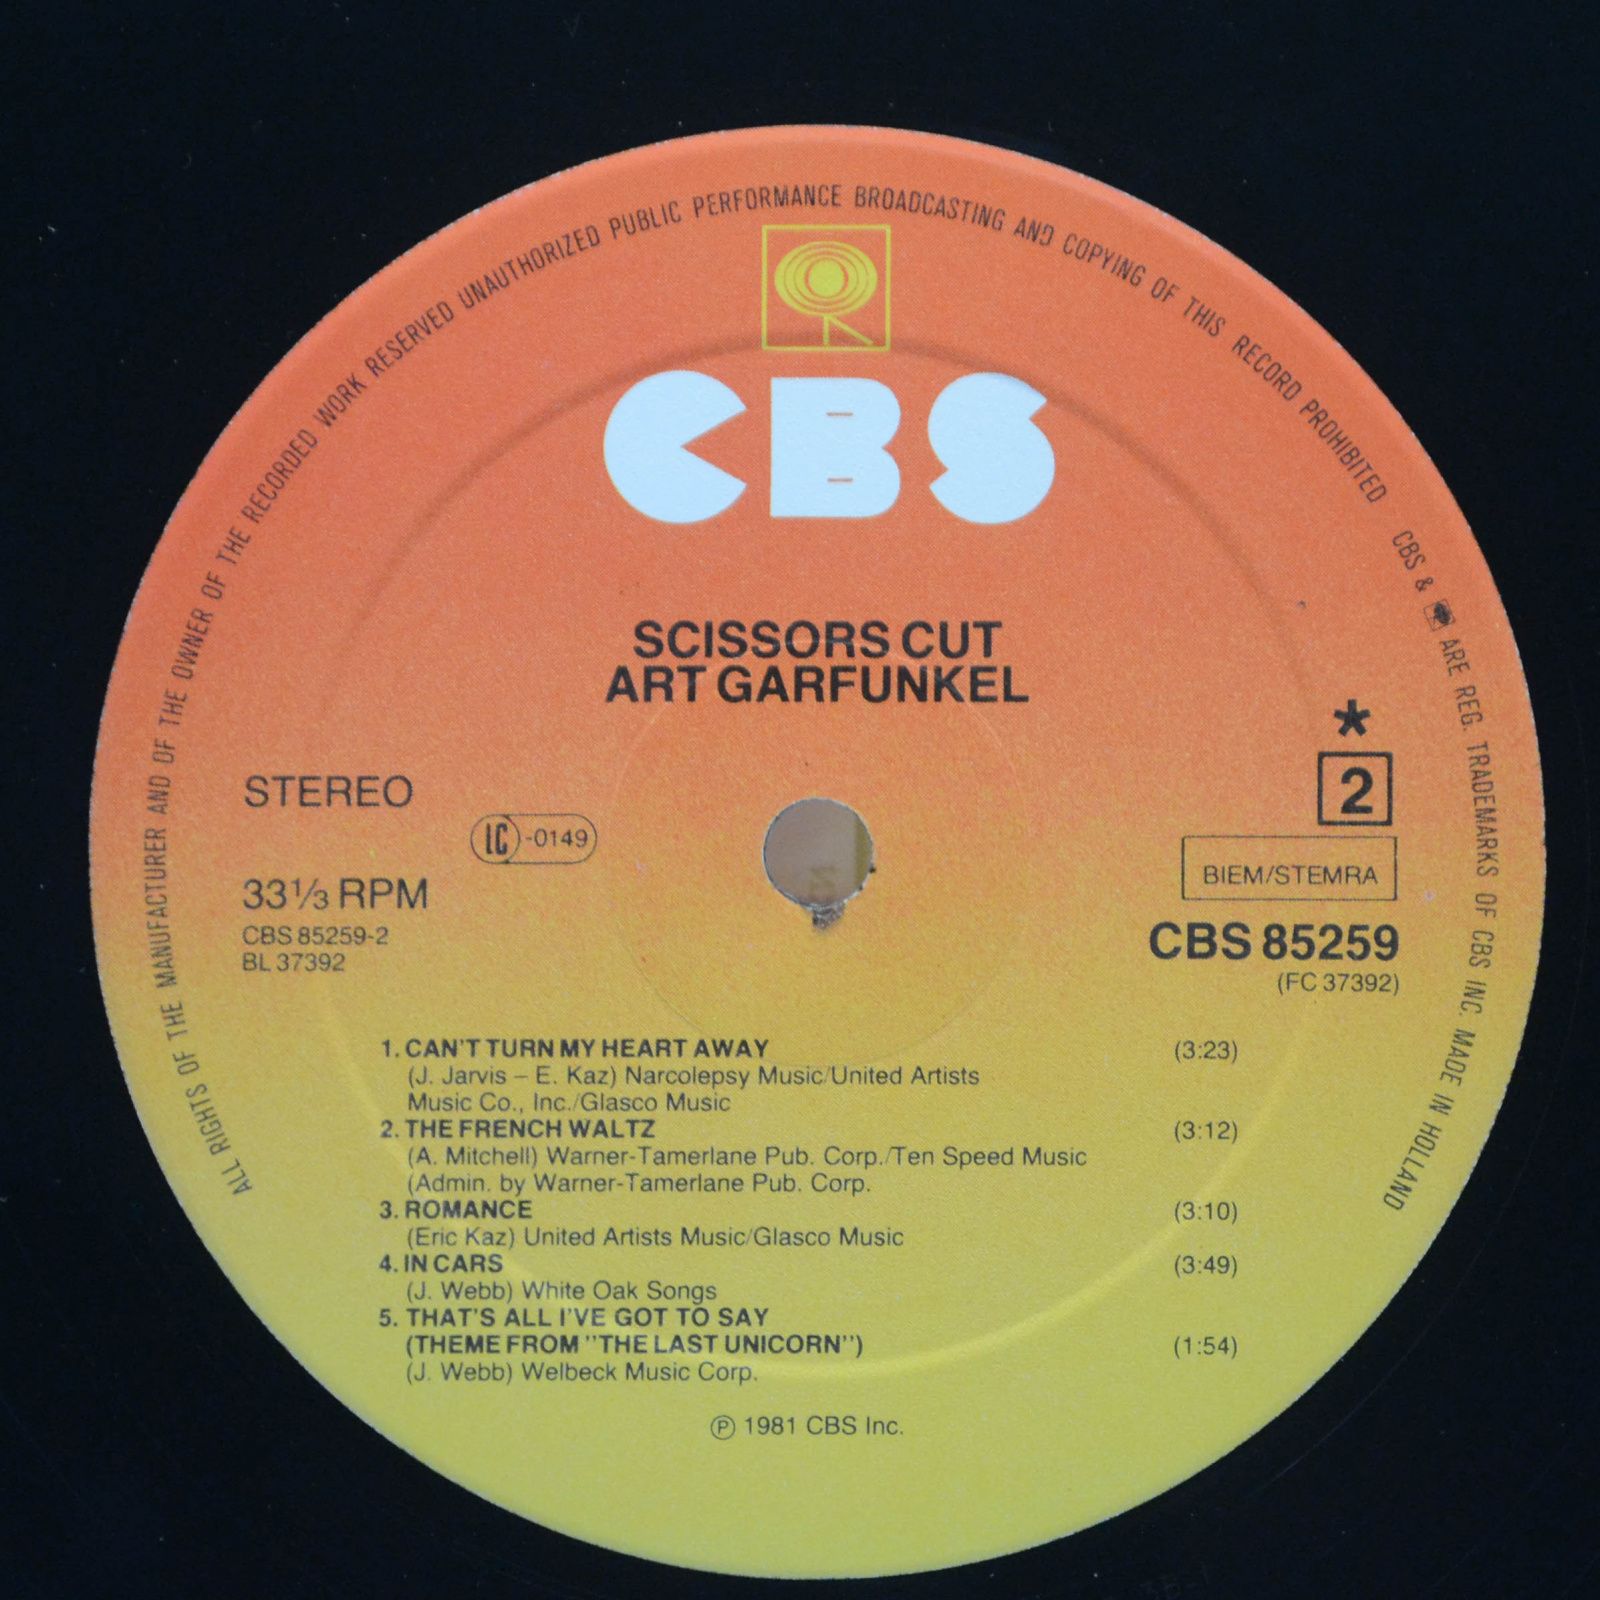 ALL RIGHTS OF THE MANUFACTURER AND OF THE OWNER OF THE RECORDED WORK RESERVED UNAUTHORIZED PUBLIC PERFORMANCE BROADCASTING AND COPYING OF THIS RECORD PROHIBITED CBS & ARE REG. TRADEMARKS OF CBS INC. MADE IN HOLLAND
CBS
SCISSORS CUT
ART GARFUNKEL
*
STEREO
2
LC -0149
BIEM/STEMRA
33⅓ RPM
CBS 85259-2
BL 37392
CBS 85259
(FC 37392)
1. CAN'T TURN MY HEART AWAY (3:23)
(J. Jarvis – E. Kaz) Narcolepsy Music/United Artists
Music Co., Inc./Glasco Music
2. THE FRENCH WALTZ (3:12)
(A. Mitchell) Warner-Tamerlane Pub. Corp./Ten Speed Music
(Admin. by Warner-Tamerlane Pub. Corp.
3. ROMANCE (3:10)
(Eric Kaz) United Artists Music/Glasco Music
4. IN CARS (3:49)
(J. Webb) White Oak Songs
5. THAT'S ALL I'VE GOT TO SAY
(THEME FROM "THE LAST UNICORN") (1:54)
(J. Webb) Welbeck Music Corp.
℗ 1981 CBS Inc.